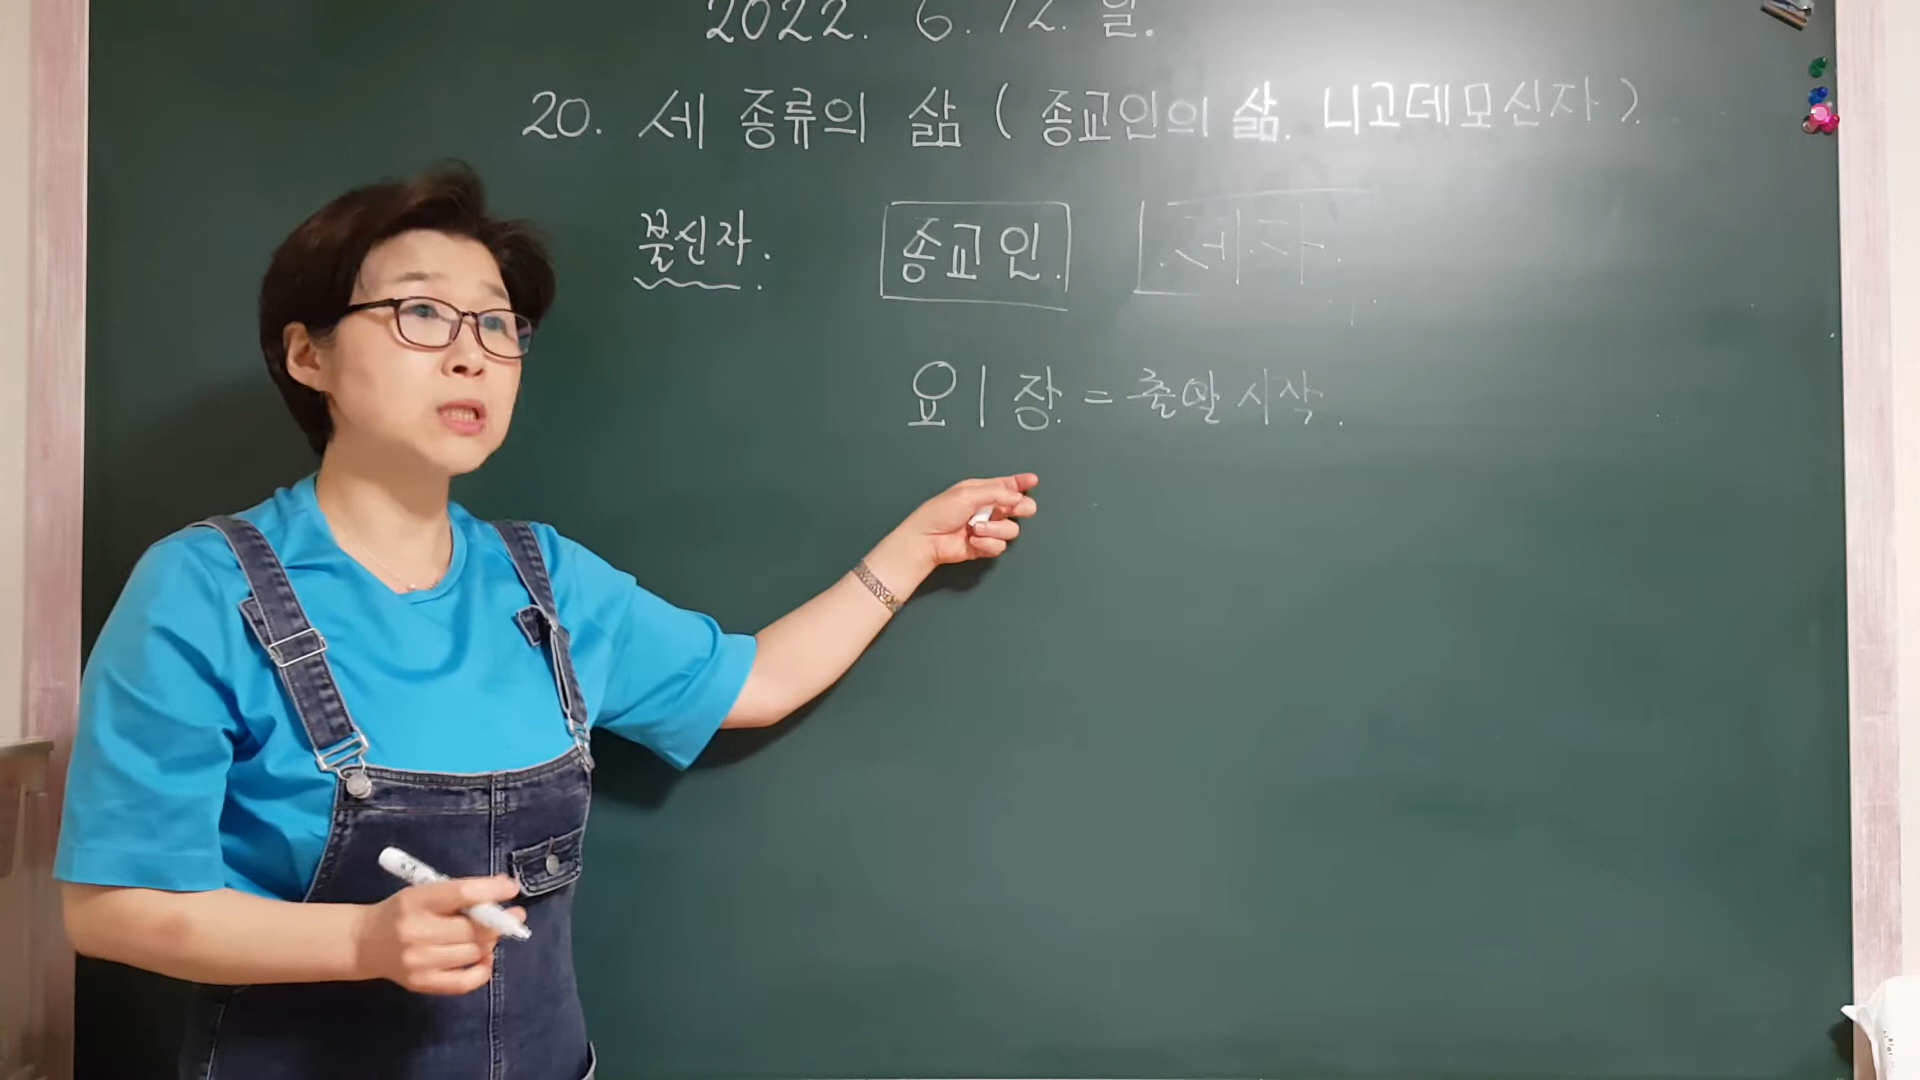 2022. 6. 12. 일.
20. 세 종류의 삶 ( 종교인의 삶. 니고데모신자 ).
불신자. 종교인. 제자.
요 1 장. = 출발 시작.